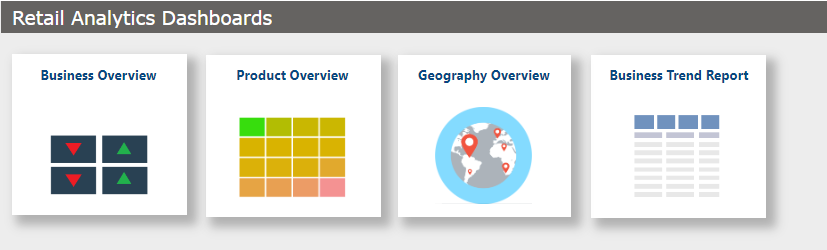 Retail Analytics Dashboards
Business Overview
Product Overview
Geography Overview
Business Trend Report